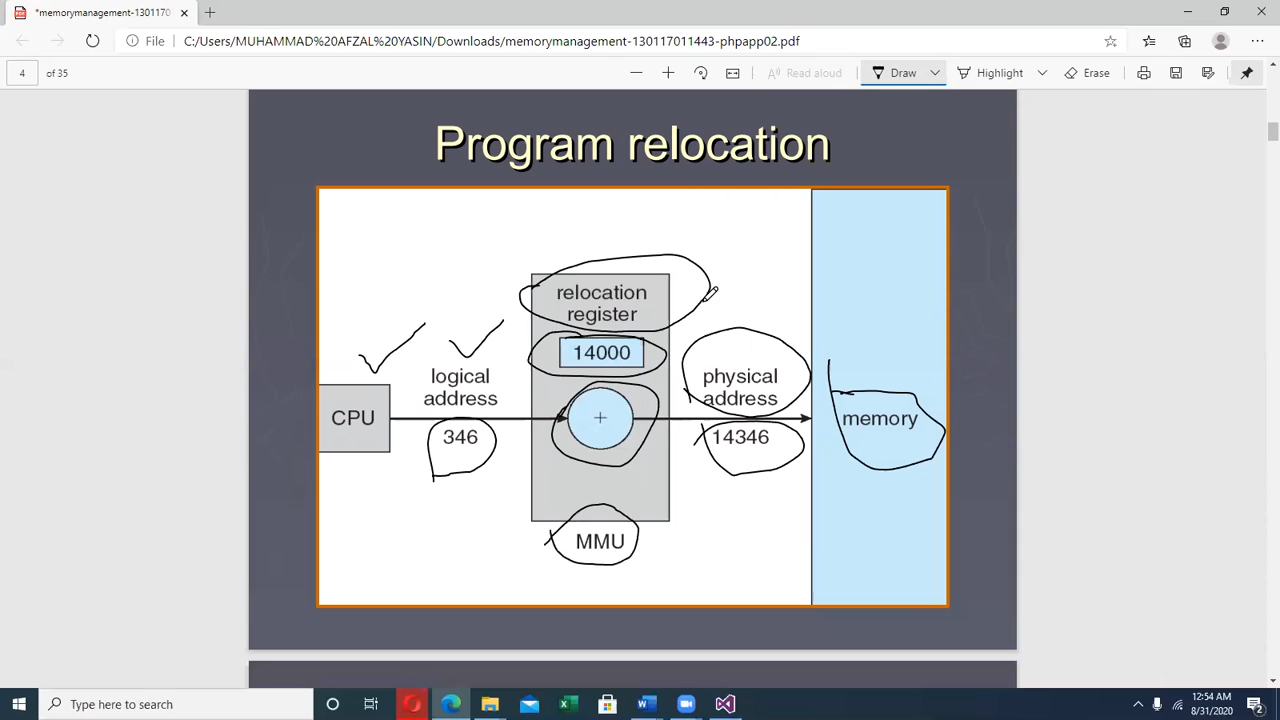 *memorymanagement-1301170
File
C:/Users/MUHAMMAD%20AFZAL%20YASIN/Downloads/memorymanagement-130117011443-phpapp02.pdf
4 of 35
Read aloud
Draw
Highlight
Erase
Program relocation
relocation
register
14000
logical
address
physical
address
CPU
+
memory
346
14346
MMU
Type here to search
12:54 AM
8/31/2020
2